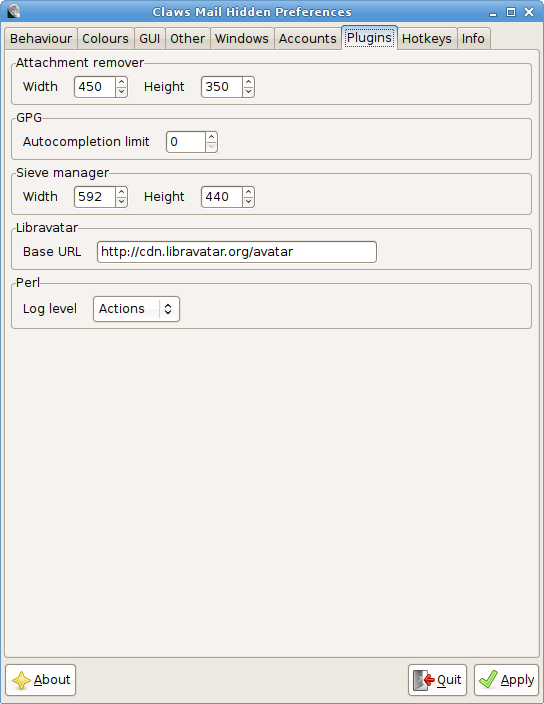 Claws Mail Hidden Preferences
Behaviour Colours GUI Other Windows Accounts Plugins Hotkeys Info
Attachment remover
Width 450 Height 350
GPG
Autocompletion limit 0
Sieve manager
Width 592 Height 440
Libravatar
Base URL http://cdn.libravatar.org/avatar
Perl
Log level Actions
About Quit Apply